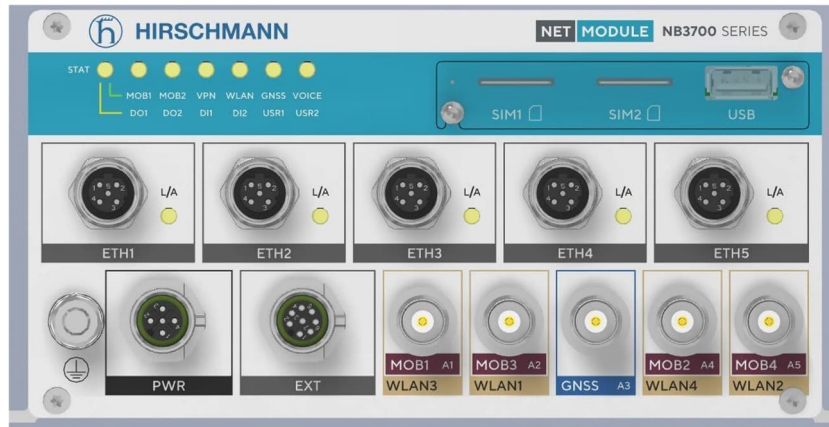 HIRSCHMANN
NET MODULE NB3700 SERIES
STAT
MOB1 MOB2 VPN WLAN GNSS VOICE
DO1 DO2 DI1 DI2 USR1 USR2
SIM1 SIM2 USB
L/A L/A L/A L/A L/A
ETH1 ETH2 ETH3 ETH4 ETH5
MOB1 A1 MOB3 A2 GNSS A3 MOB2 A4 MOB4 A5
PWR EXT WLAN3 WLAN1 WLAN4 WLAN2